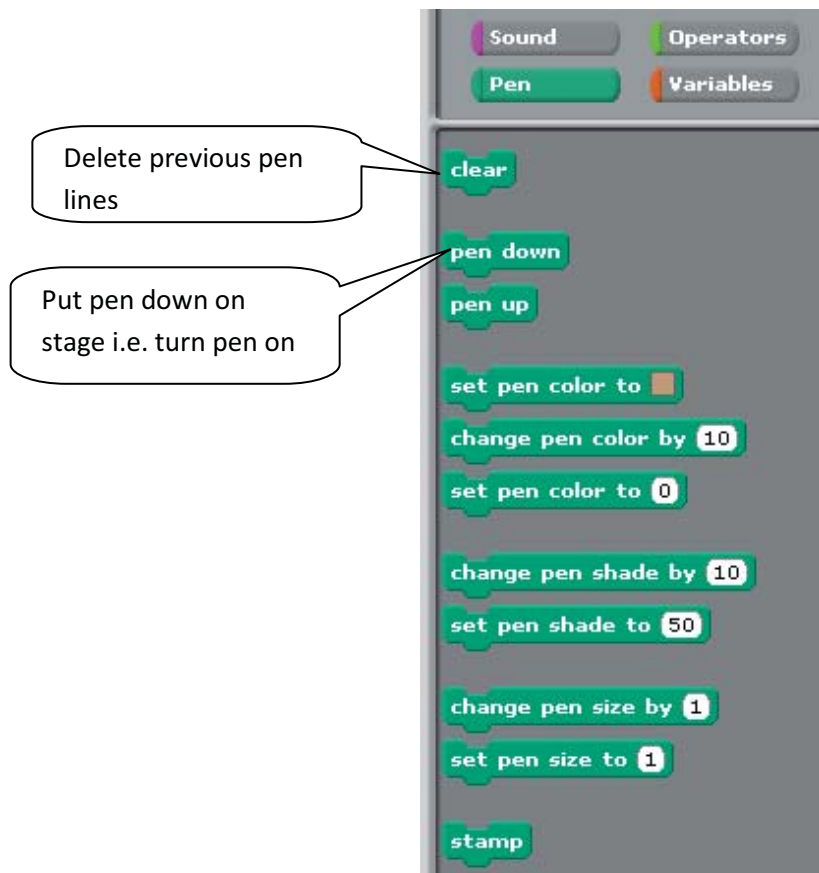 Sound
Operators
Pen
Variables
Delete previous pen
lines
clear
pen down
Put pen down on
stage i.e. turn pen on
pen up
set pen color to
change pen color by 10
set pen color to 0
change pen shade by 10
set pen shade to 50
change pen size by 1
set pen size to 1
stamp